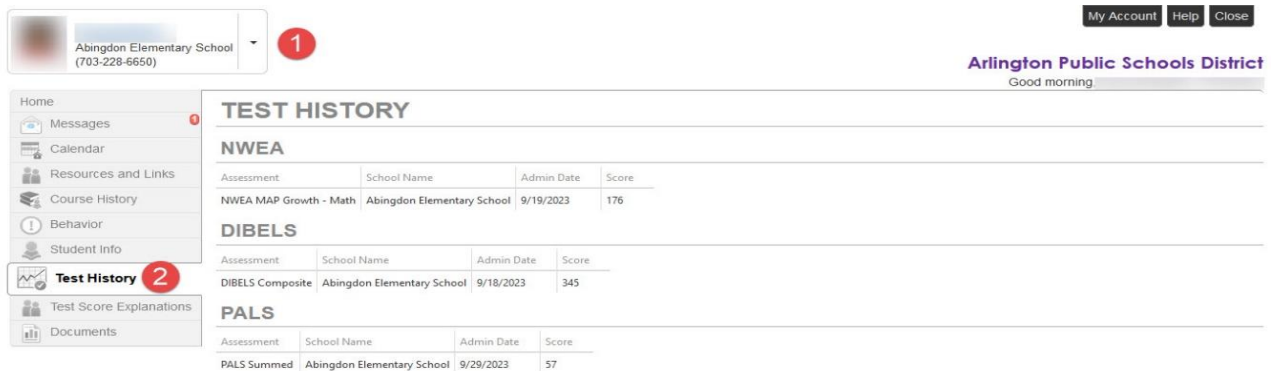 My Account Help Close
Abingdon Elementary School
(703-228-6650)
1
Arlington Public Schools District
Good morning,
Home
Messages 1
Calendar
Resources and Links
Course History
Behavior
Student Info
Test History 2
Test Score Explanations
Documents
TEST HISTORY
NWEA
Assessment School Name Admin Date Score
NWEA MAP Growth - Math Abingdon Elementary School 9/19/2023 176
DIBELS
Assessment School Name Admin Date Score
DIBELS Composite Abingdon Elementary School 9/18/2023 345
PALS
Assessment School Name Admin Date Score
PALS Summed Abingdon Elementary School 9/29/2023 57